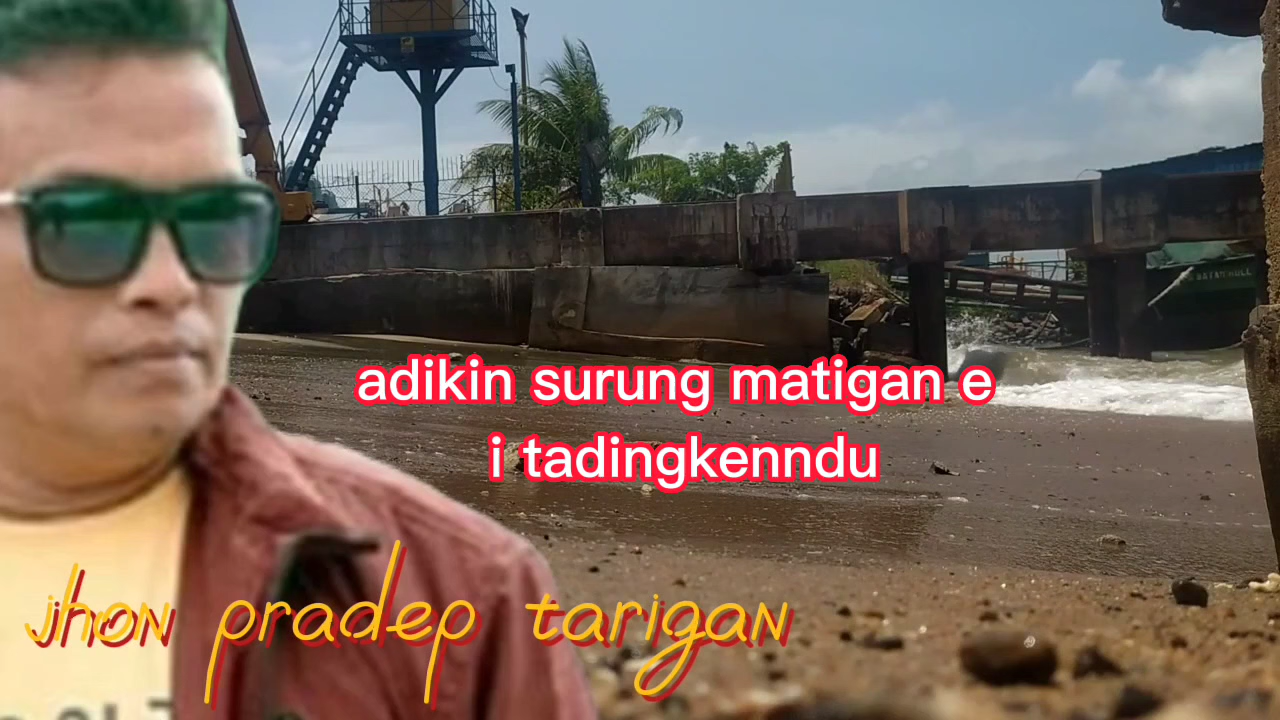 adikin surung matigan e
i tadingkenndu
jhon pradep tarigan